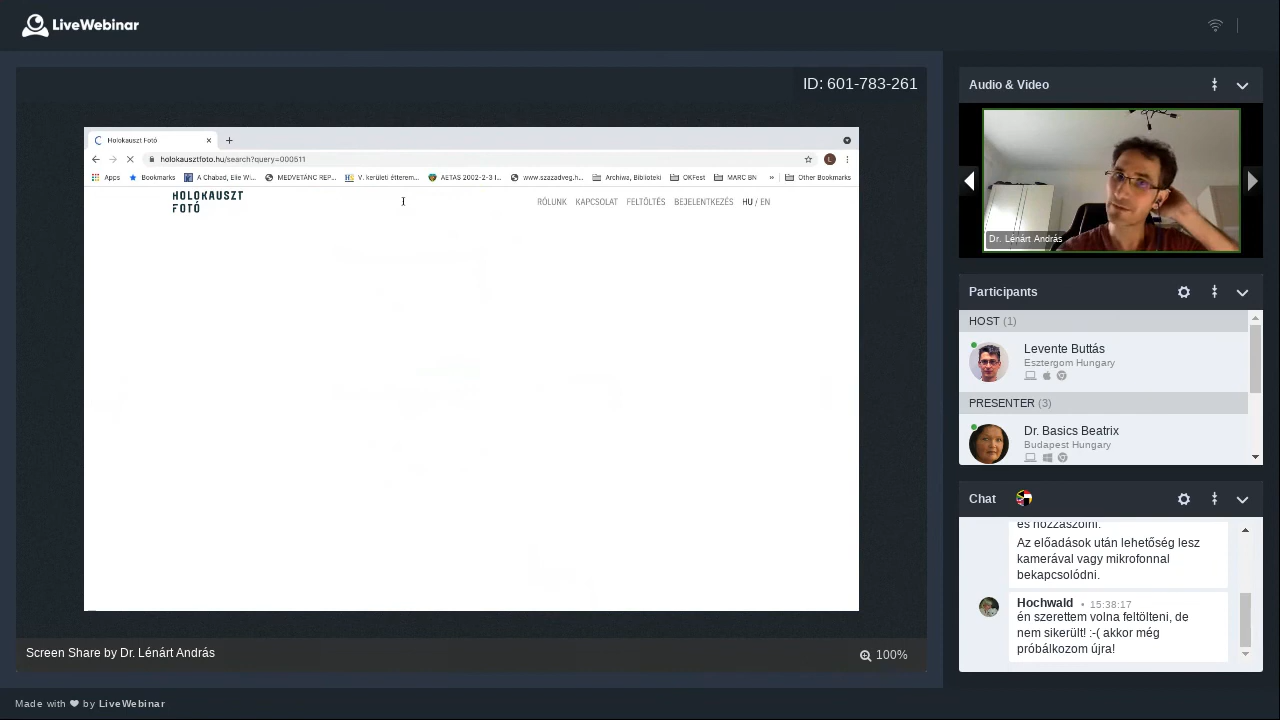 LiveWebinar
ID: 601-783-261
Holokauszt Fotó
holokausztfoto.hu/search?query=000511
Apps
Bookmarks
A Chabad, Elie Wi...
MEDVETÁNC REP...
V. kerületi étterem...
AETAS 2002-2-3 I...
www.szazadveg.h...
Archiwa, Biblioteki
OKFest
MARC BN
»
Other Bookmarks
HOLOKAUSZT
FOTÓ
RÓLUNK KAPCSOLAT FELTÖLTÉS BEJELENTKEZÉS HU / EN
Screen Share by Dr. Lénárt András
100%
Audio & Video
Dr. Lénárt András
Participants
HOST (1)
Levente Buttás
Esztergom Hungary
PRESENTER (3)
Dr. Basics Beatrix
Budapest Hungary
Chat
és hozzászólni.
Az előadások után lehetőség lesz
kamerával vagy mikrofonnal
bekapcsolódni.
Hochwald • 15:38:17
én szerettem volna feltölteni, de
nem sikerült! :-( akkor még
próbálkozom újra!
Made with ❤ by LiveWebinar